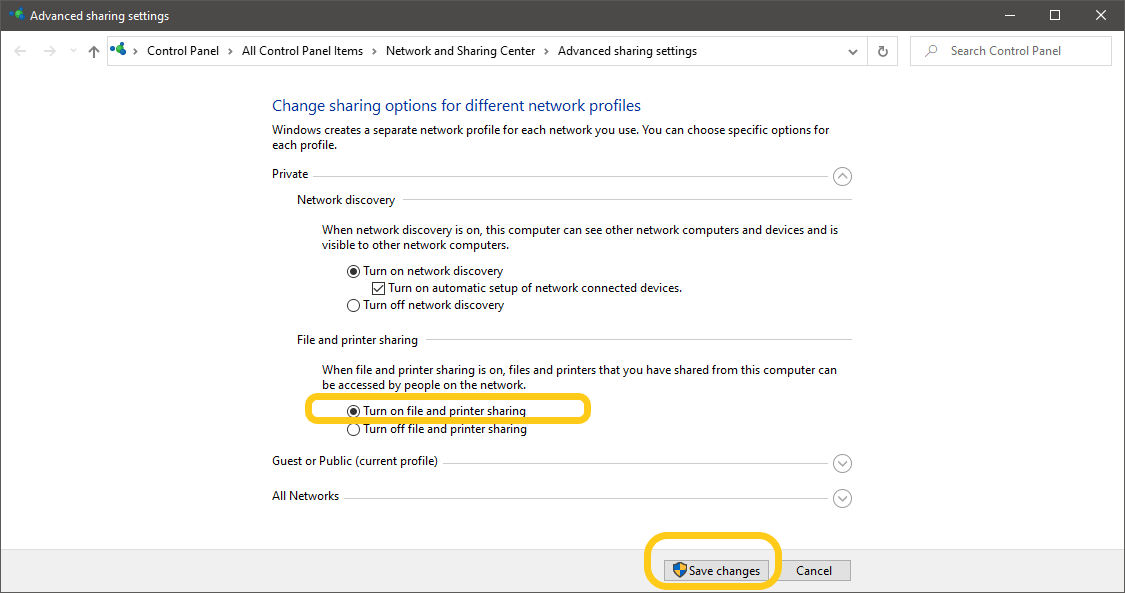 Advanced sharing settings
Control Panel > All Control Panel Items > Network and Sharing Center > Advanced sharing settings
Search Control Panel
Change sharing options for different network profiles
Windows creates a separate network profile for each network you use. You can choose specific options for
each profile.
Private
Network discovery
When network discovery is on, this computer can see other network computers and devices and is
visible to other network computers.
Turn on network discovery
Turn on automatic setup of network connected devices.
Turn off network discovery
File and printer sharing
When file and printer sharing is on, files and printers that you have shared from this computer can
be accessed by people on the network.
Turn on file and printer sharing
Turn off file and printer sharing
Guest or Public (current profile)
All Networks
Save changes
Cancel